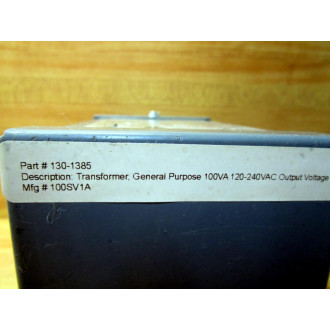 Part # 130-1385
Description: Transformer, General Purpose 100VA 120-240VAC Output Voltage
Mfg # 100SV1A